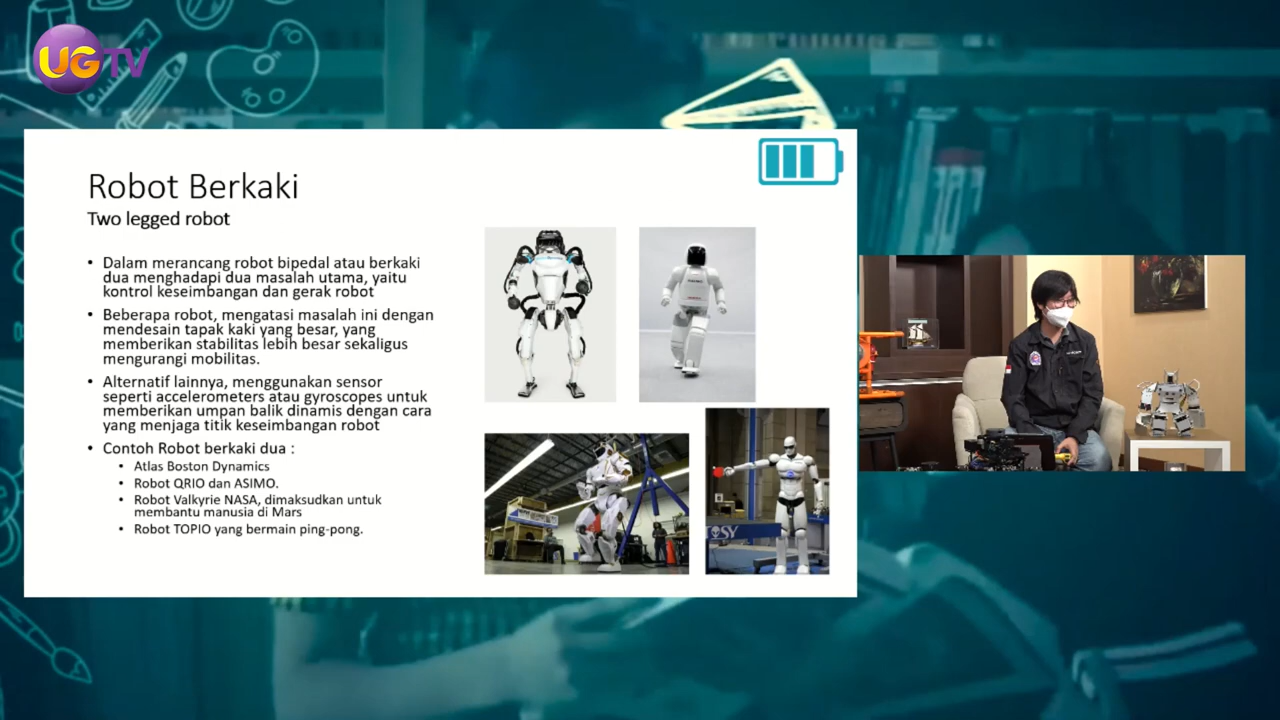 UGTV
Robot Berkaki
Two legged robot
• Dalam merancang robot bipedal atau berkaki
dua menghadapi dua masalah utama, yaitu
kontrol keseimbangan dan gerak robot
• Beberapa robot, mengatasi masalah ini dengan
mendesain tapak kaki yang besar, yang
memberikan stabilitas lebih besar sekaligus
mengurangi mobilitas.
• Alternatif lainnya, menggunakan sensor
seperti accelerometers atau gyroscopes untuk
memberikan umpan balik dinamis dengan cara
yang menjaga titik keseimbangan robot
• Contoh Robot berkaki dua :
• Atlas Boston Dynamics
• Robot QRIO dan ASIMO.
• Robot Valkyrie NASA, dimaksudkan untuk
membantu manusia di Mars
• Robot TOPIO yang bermain ping-pong.
TOSY